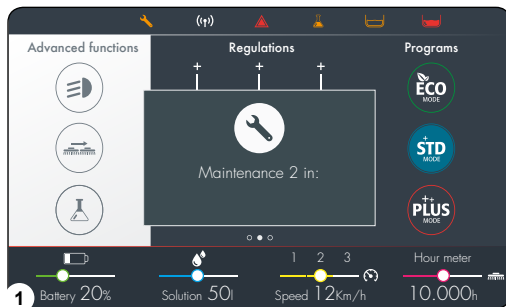 Advanced functions
Regulations
Programs
+ + +
ECO
MODE
Maintenance 2 in:
+
STD
MODE
++
PLUS
MODE
1 2 3
Hour meter
1
Battery 20%
Solution 50l
Speed 12Km/h
10.000h